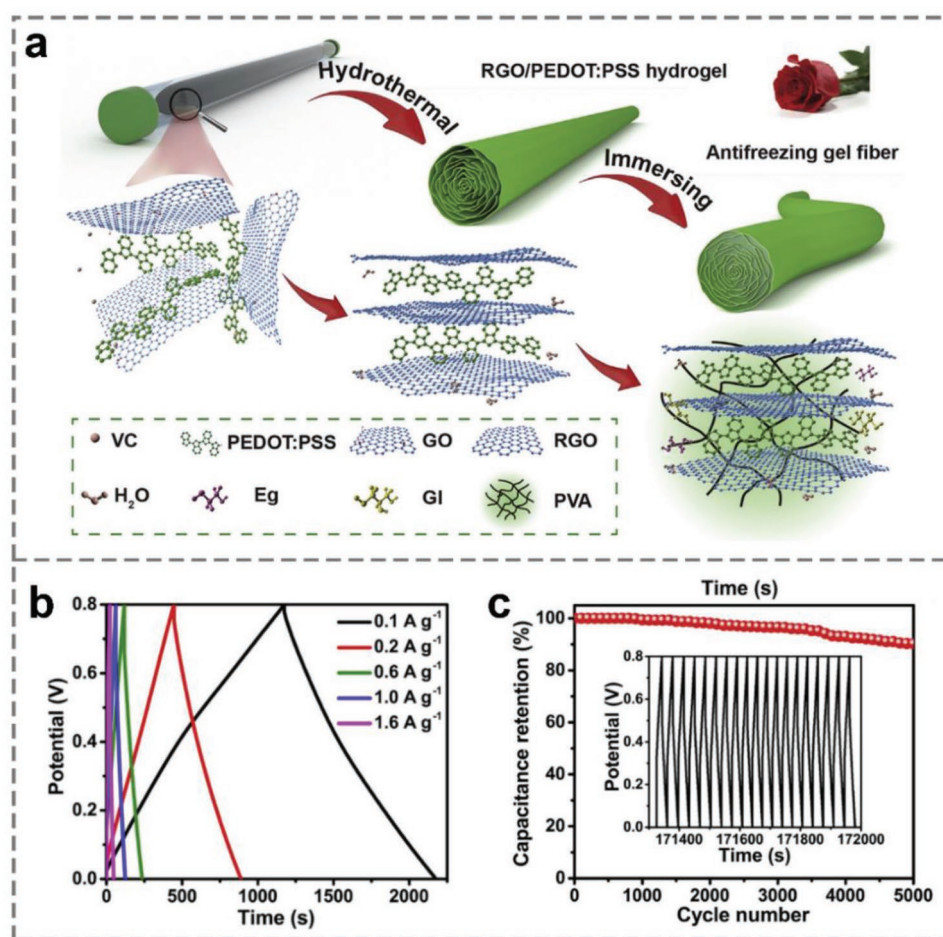 a
Hydrothermal
RGO/PEDOT:PSS hydrogel
Immersing
Antifreezing gel fiber
VC
PEDOT:PSS
GO
RGO
H₂O
Eg
Gl
PVA
b
Potential (V)
0.8
0.4
0.0
0 500 1000 1500 2000
Time (s)
0.1 A g⁻¹
0.2 A g⁻¹
0.6 A g⁻¹
1.0 A g⁻¹
1.6 A g⁻¹
c
Time (s)
Capacitance retention (%)
100
80
60
40
20
0
0 1000 2000 3000 4000 5000
Cycle number
Potential (V)
0.8
0.6
0.4
0.2
0.0
171400 171600 171800 172000
Time (s)